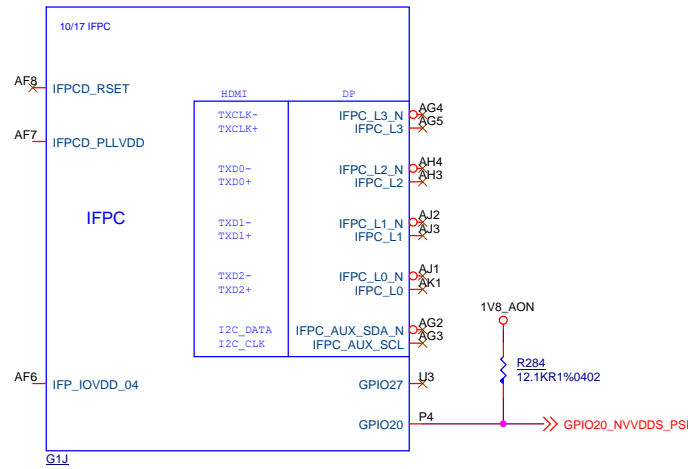 10/17 IFPC
AF8 IFPCD_RSET
HDMI DP
TXCLK- IFPC_L3_N AG4
TXCLK+ IFPC_L3 AG5
AF7 IFPCD_PLLVDD
TXD0- IFPC_L2_N AH4
TXD0+ IFPC_L2 AH3
IFPC
TXD1- IFPC_L1_N AJ2
TXD1+ IFPC_L1 AJ3
TXD2- IFPC_L0_N AJ1
TXD2+ IFPC_L0 AK1
1V8_AON
I2C_DATA IFPC_AUX_SDA_N AG2
I2C_CLK IFPC_AUX_SCL AG3
R284
12.1KR1%0402
AF6 IFP_IOVDD_04
GPIO27 U3
GPIO20 P4
GPIO20_NVVDDS_PSI
G1J